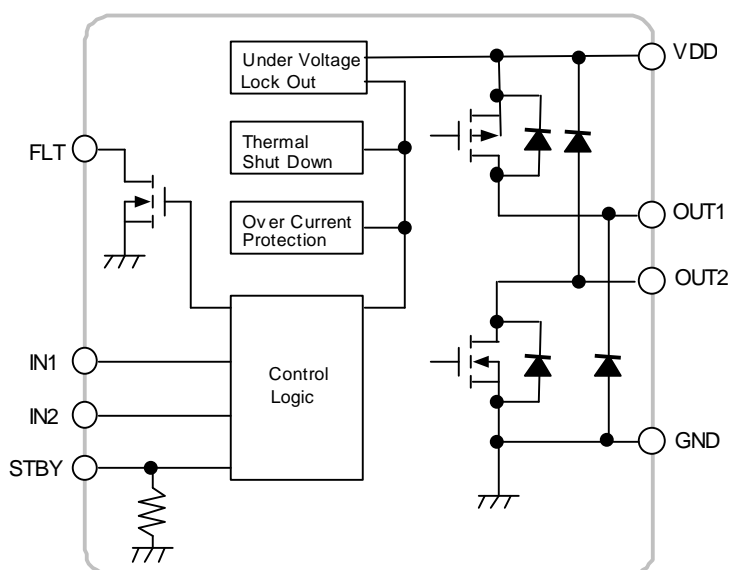 Under Voltage
Lock Out
VDD
FLT
Thermal
Shut Down
Over Current
Protection
OUT1
OUT2
IN1
IN2
STBY
Control
Logic
GND